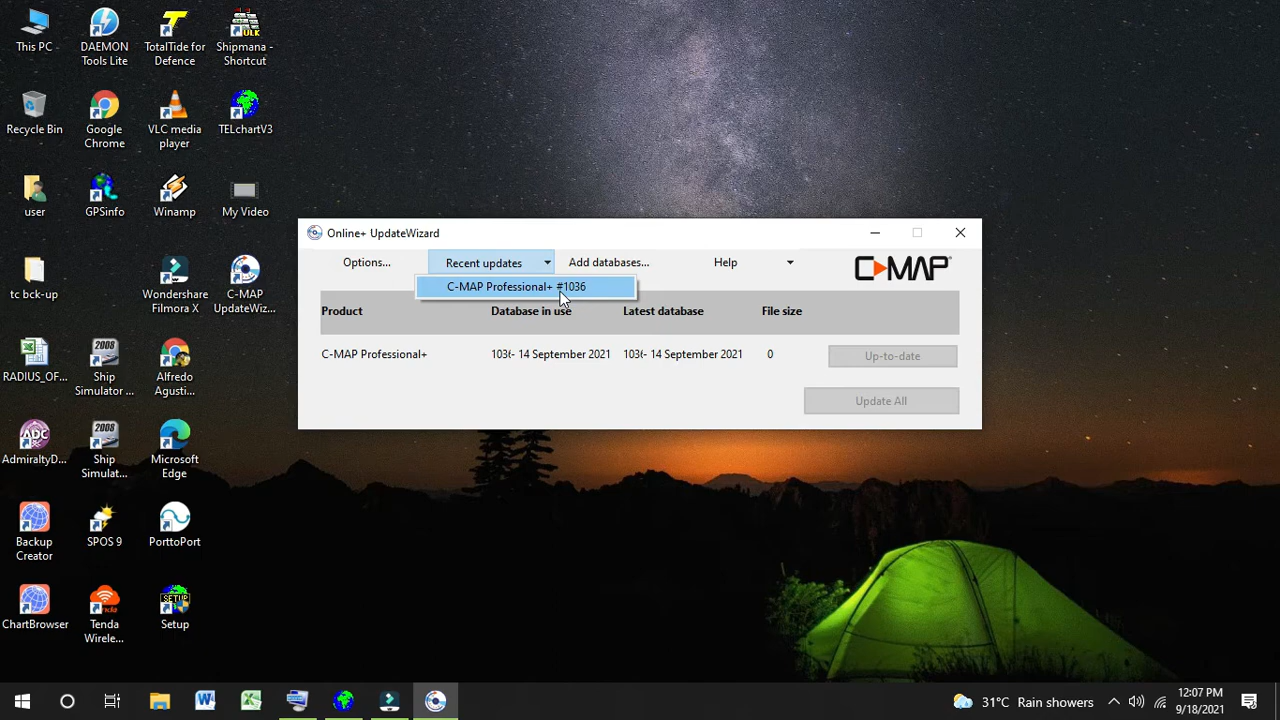 This PC
DAEMON
Tools Lite
TotalTide for
Defence
Shipmana -
Shortcut
Recycle Bin
Google
Chrome
VLC media
player
TELchartV3
user
GPSinfo
Winamp
My Video
tc bck-up
Wondershare
Filmora X
C-MAP
UpdateWiz...
RADIUS_OF...
Ship
Simulator ...
Alfredo
Agusti...
AdmiraltyD...
Ship
Simulat...
Microsoft
Edge
Backup
Creator
SPOS 9
PorttoPort
ChartBrowser
Tenda
Wirele...
Setup
Online+ UpdateWizard
Options...
Recent updates
Add databases...
Help
C-MAP
C-MAP Professional+ #1036
Product
Database in use
Latest database
File size
C-MAP Professional+
1036- 14 September 2021
1036- 14 September 2021
0
Up-to-date
Update All
31°C Rain showers
12:07 PM
9/18/2021